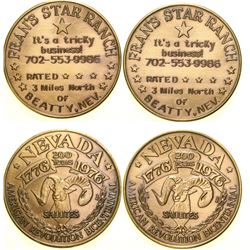 FRAN'S STAR RANCH
It's a tricky
business!
702-553-9986
RATED ☆ ☆ ☆ ☆
3 Miles North
of
BEATTY, NEV.
FRAN'S STAR RANCH
It's a tricky
business!
702-553-9986
RATED ☆ ☆ ☆ ☆
3 Miles North
of
BEATTY, NEV.
NEVADA
200
YEARS
1776 1976
SALUTES
AMERICAN REVOLUTION BICENTENNIAL
NEVADA
200
YEARS
1776 1976
SALUTES
AMERICAN REVOLUTION BICENTENNIAL